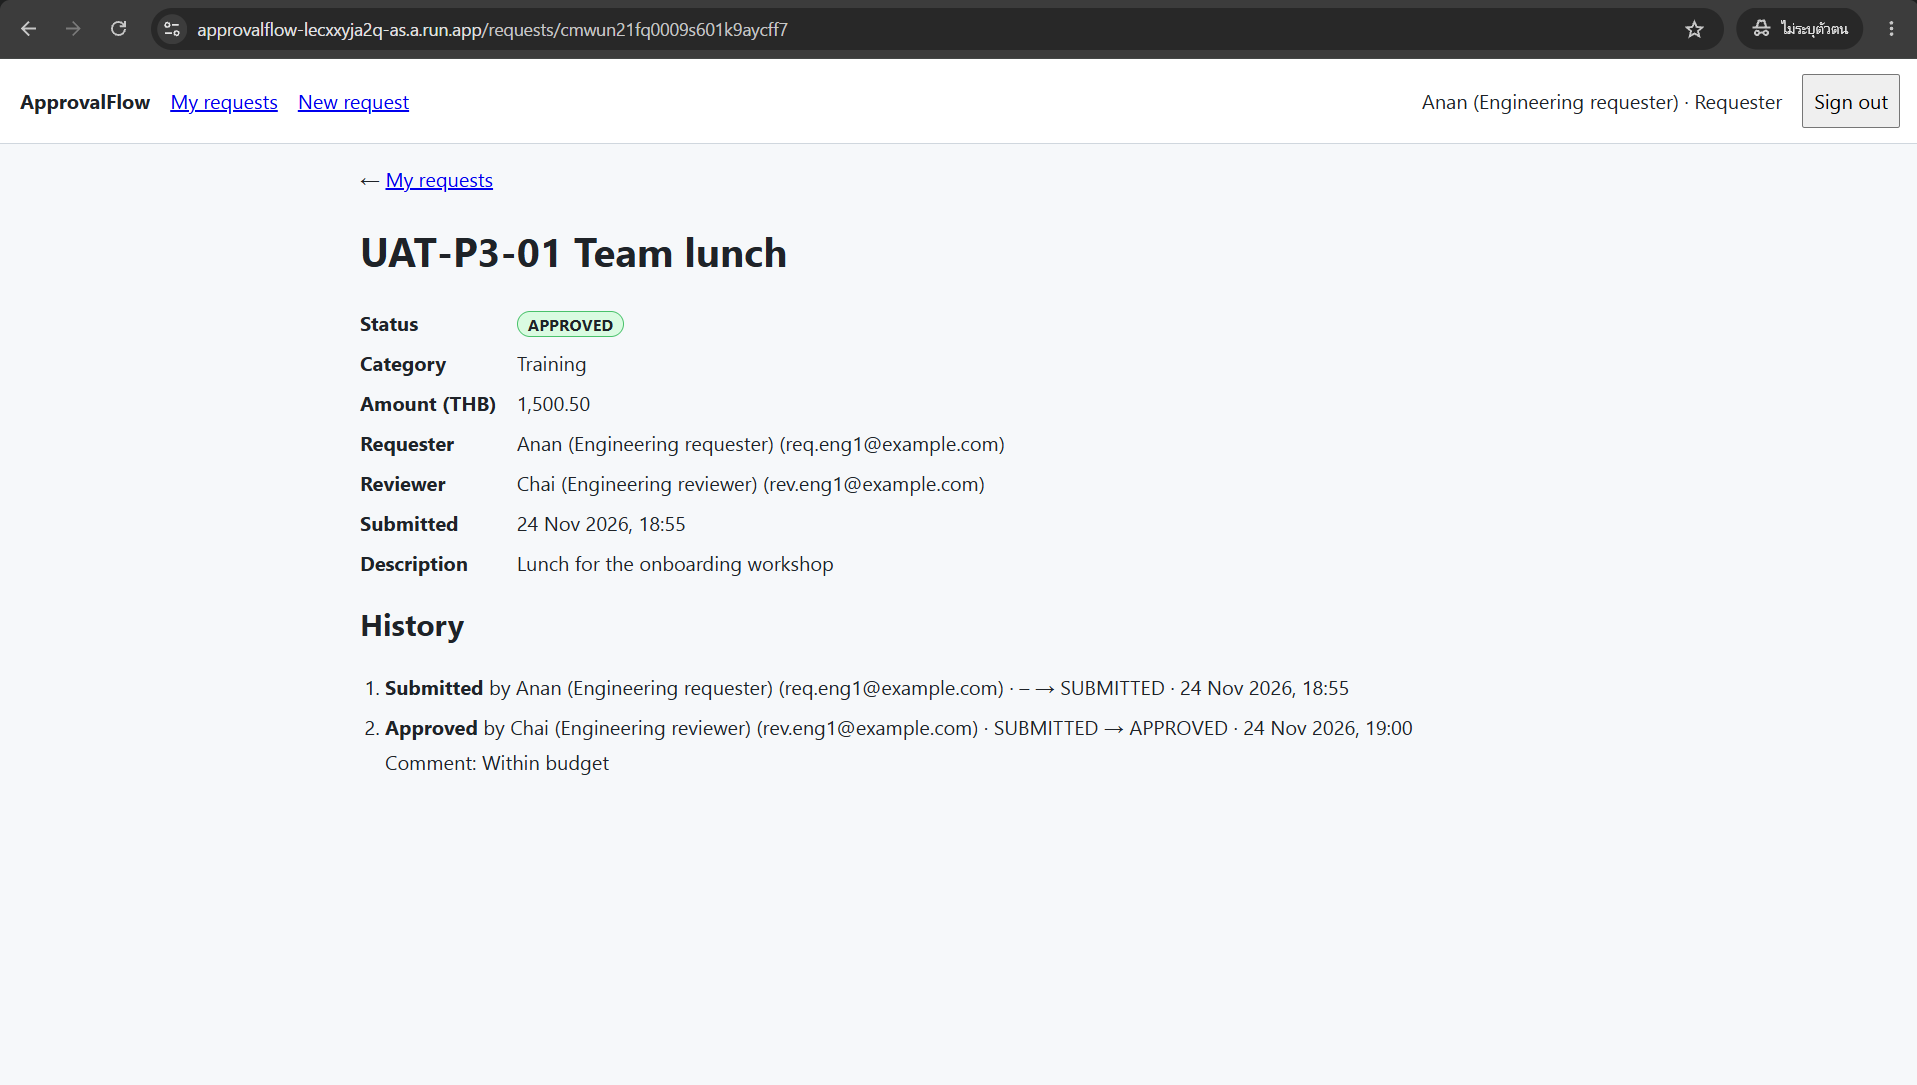 approvalflow-lecxxyja2q-as.a.run.app/requests/cmwun21fq0009s601k9aycff7
ไม่ระบุตัวตน
ApprovalFlow My requests New request Anan (Engineering requester) · Requester Sign out
← My requests
UAT-P3-01 Team lunch
Status APPROVED
Category Training
Amount (THB) 1,500.50
Requester Anan (Engineering requester) (req.eng1@example.com)
Reviewer Chai (Engineering reviewer) (rev.eng1@example.com)
Submitted 24 Nov 2026, 18:55
Description Lunch for the onboarding workshop
History
1. Submitted by Anan (Engineering requester) (req.eng1@example.com) · – → SUBMITTED · 24 Nov 2026, 18:55
2. Approved by Chai (Engineering reviewer) (rev.eng1@example.com) · SUBMITTED → APPROVED · 24 Nov 2026, 19:00
Comment: Within budget